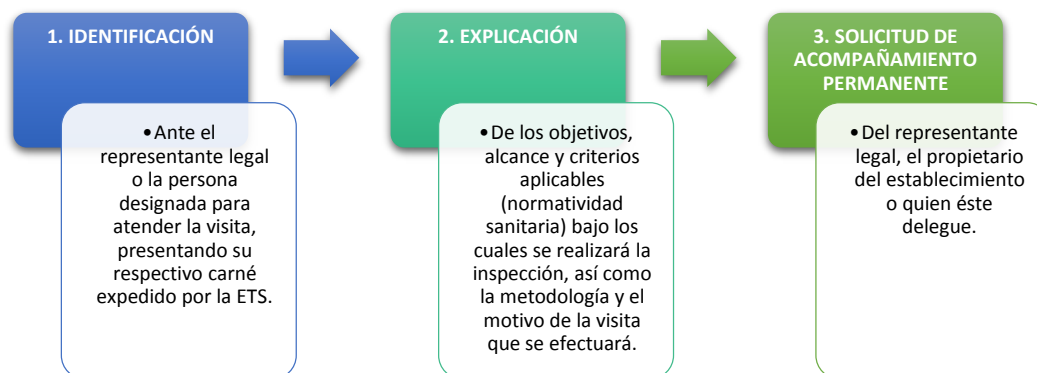 1. IDENTIFICACIÓN
•Ante el
representante legal
o la persona
designada para
atender la visita,
presentando su
respectivo carné
expedido por la ETS.
2. EXPLICACIÓN
•De los objetivos,
alcance y criterios
aplicables
(normatividad
sanitaria) bajo los
cuales se realizará la
inspección, así como
la metodología y el
motivo de la visita
que se efectuará.
3. SOLICITUD DE
ACOMPAÑAMIENTO
PERMANENTE
•Del representante
legal, el propietario
del establecimiento
o quien éste
delegue.